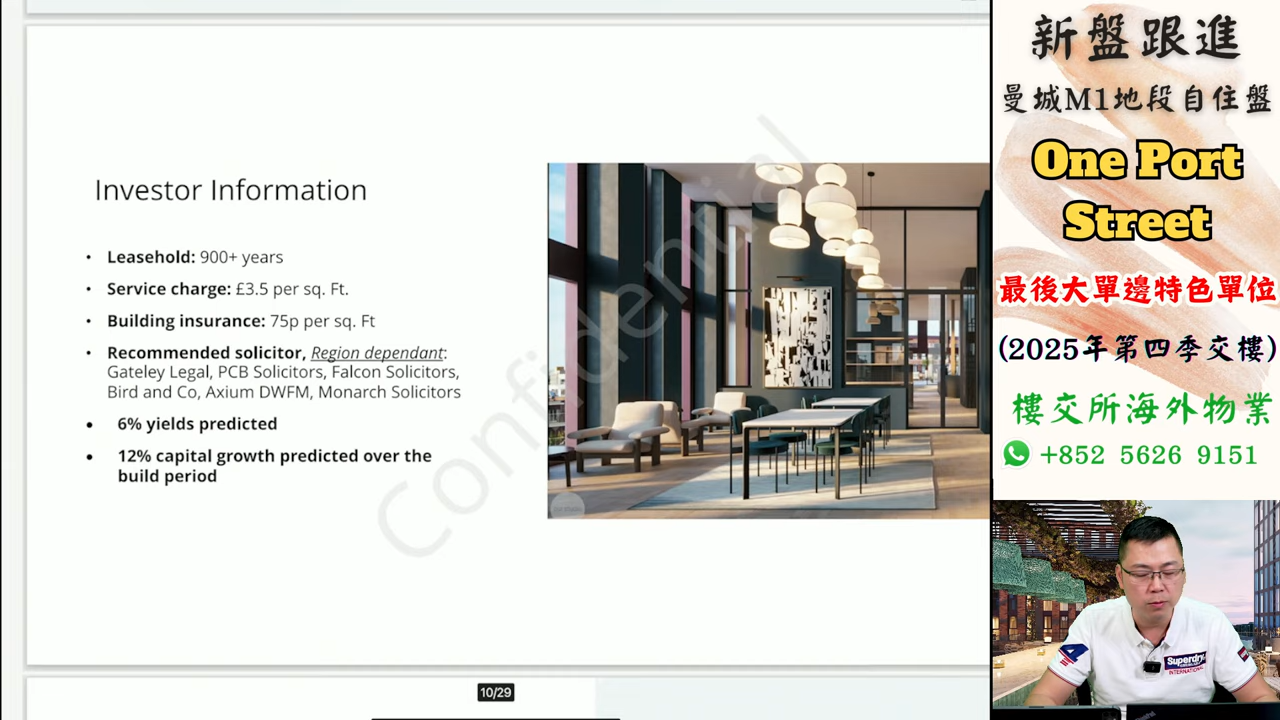 Investor Information
• Leasehold: 900+ years
• Service charge: £3.5 per sq. Ft.
• Building insurance: 75p per sq. Ft
• Recommended solicitor, Region dependant:
Gateley Legal, PCB Solicitors, Falcon Solicitors,
Bird and Co, Axium DWFM, Monarch Solicitors
• 6% yields predicted
• 12% capital growth predicted over the
build period
Confidential
10/29
新盤跟進
曼城M1地段自住盤
One Port
Street
最後大單邊特色單位
(2025年第四季交樓)
樓交所海外物業
+852 5626 9151
Superdry
INTERNATIONAL